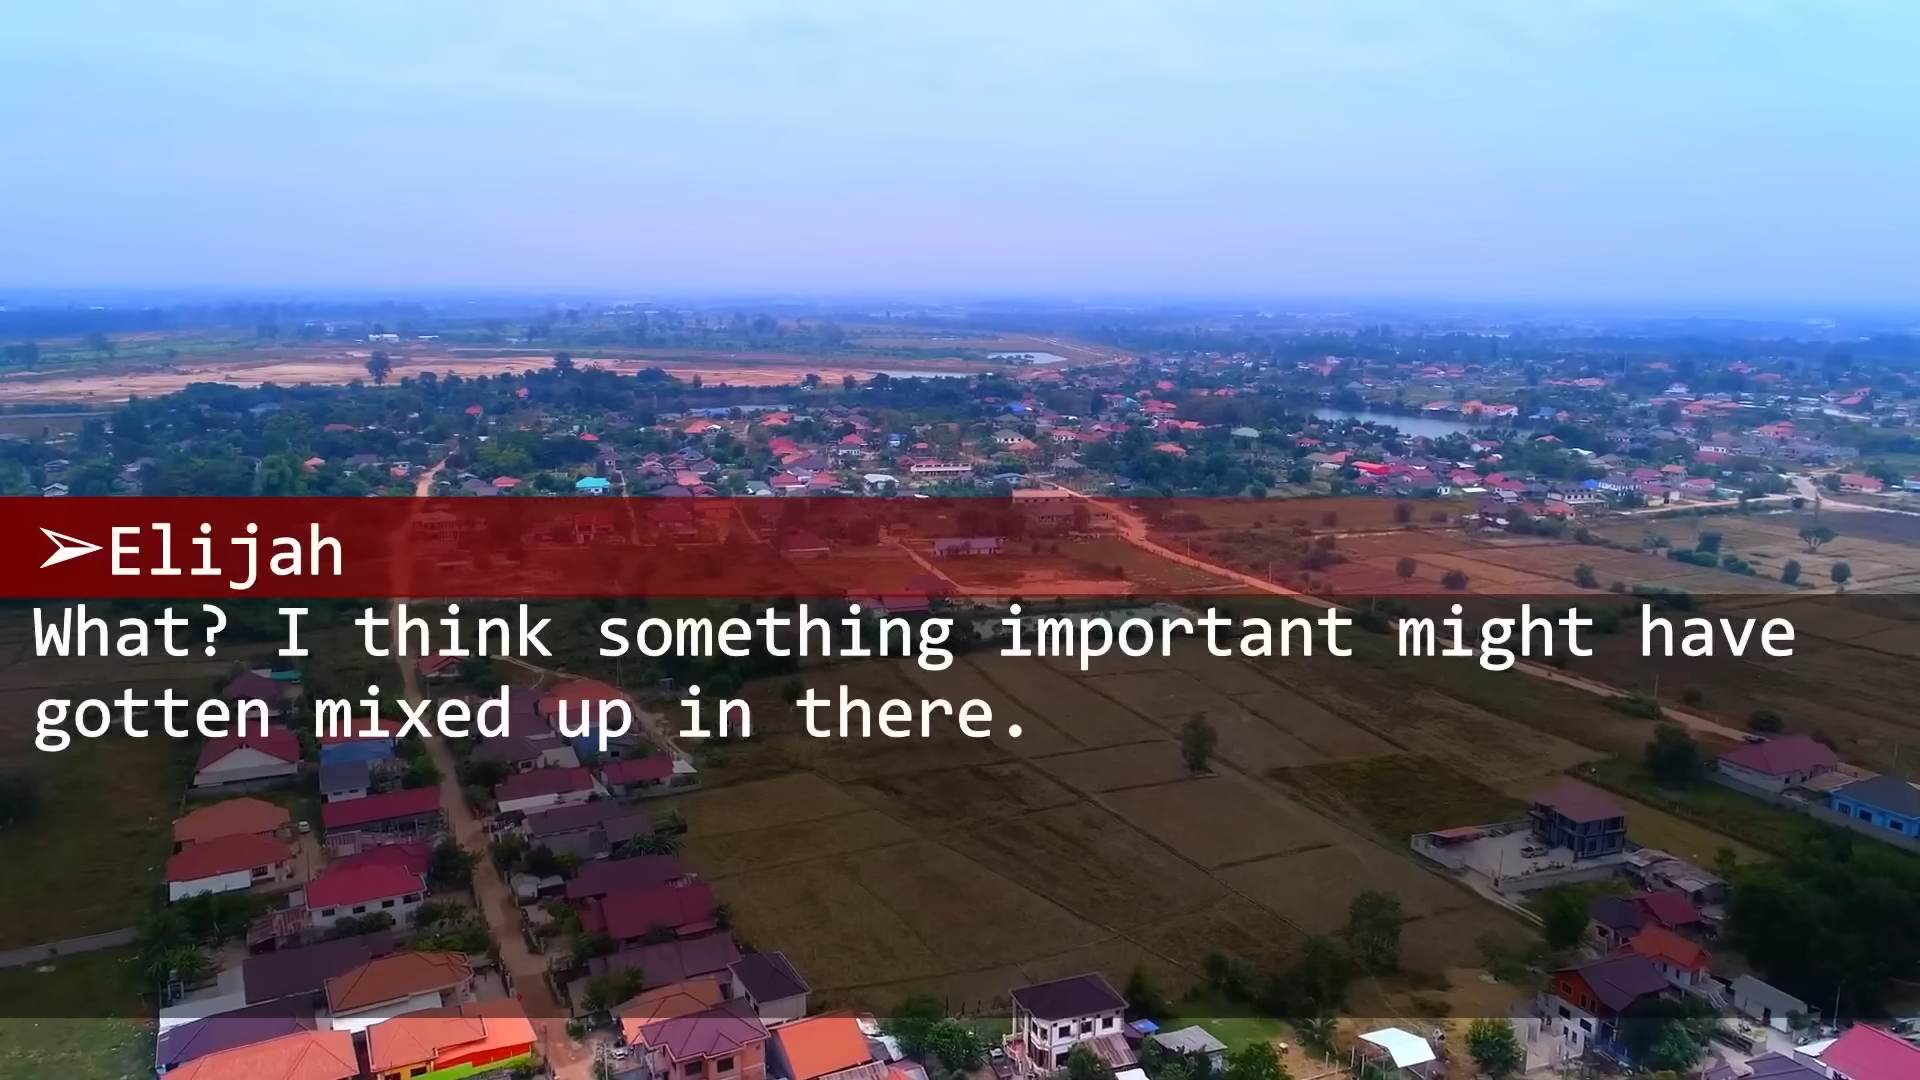 ➢Elijah
What? I think something important might have
gotten mixed up in there.